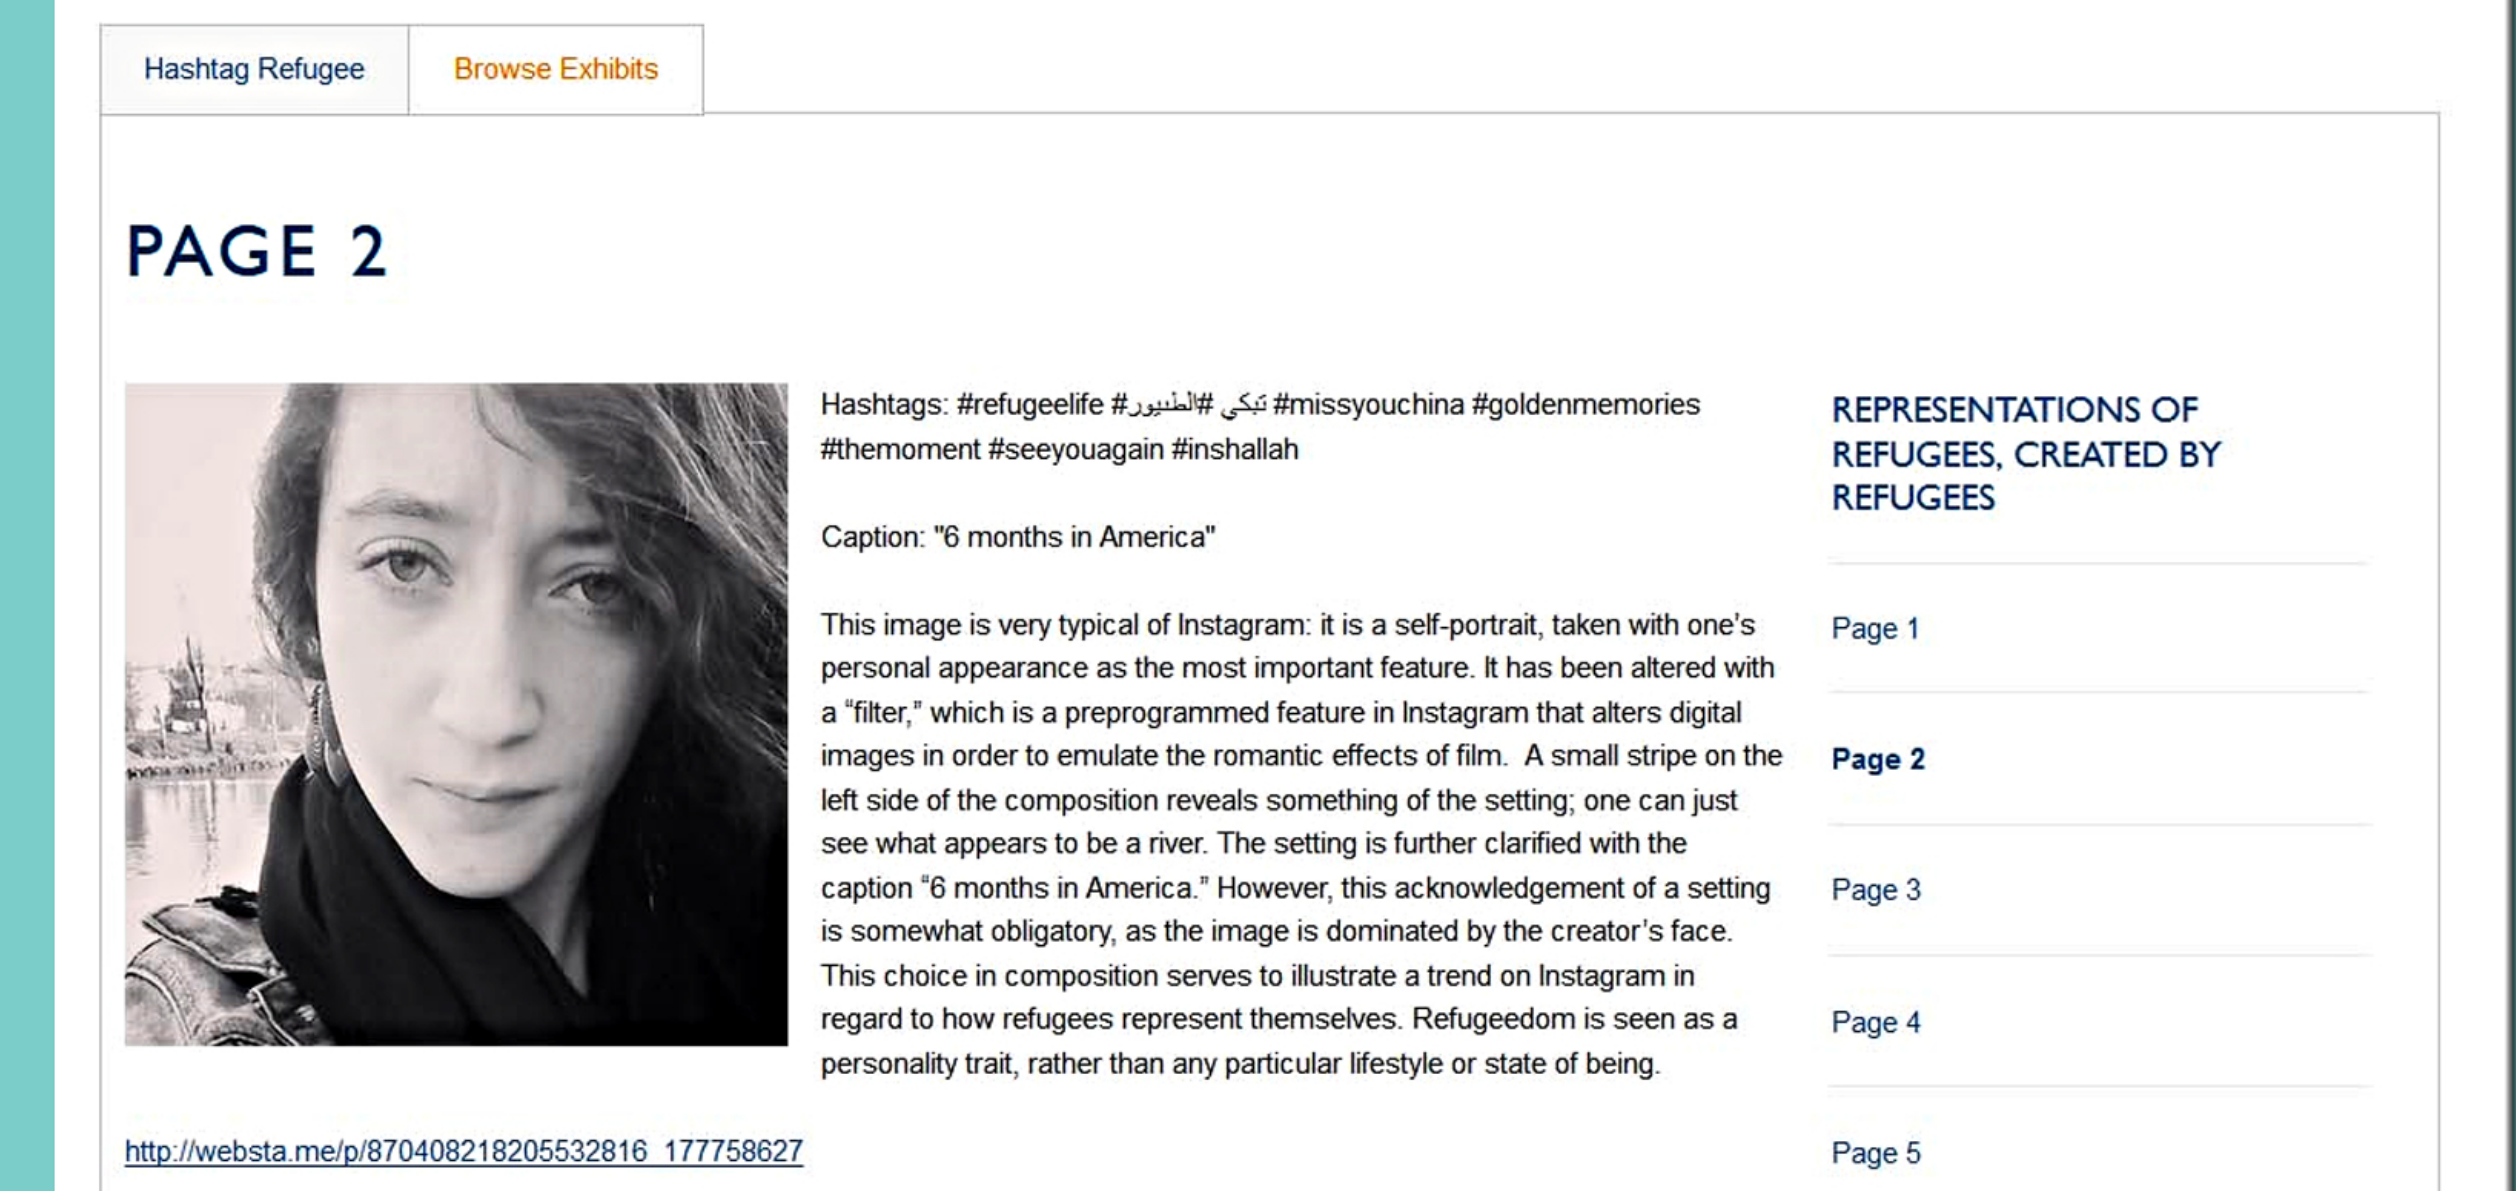 Hashtag Refugee
Browse Exhibits
PAGE 2
Hashtags: #refugeelife #الطنبور# تبكي #missyouchina #goldenmemories
#themoment #seeyouagain #inshallah
Caption: "6 months in America"
This image is very typical of Instagram: it is a self-portrait, taken with one's
personal appearance as the most important feature. It has been altered with
a “filter,” which is a preprogrammed feature in Instagram that alters digital
images in order to emulate the romantic effects of film.  A small stripe on the
left side of the composition reveals something of the setting; one can just
see what appears to be a river. The setting is further clarified with the
caption “6 months in America.” However, this acknowledgement of a setting
is somewhat obligatory, as the image is dominated by the creator's face.
This choice in composition serves to illustrate a trend on Instagram in
regard to how refugees represent themselves. Refugeedom is seen as a
personality trait, rather than any particular lifestyle or state of being.
http://websta.me/p/870408218205532816_177758627
REPRESENTATIONS OF
REFUGEES, CREATED BY
REFUGEES
Page 1
Page 2
Page 3
Page 4
Page 5